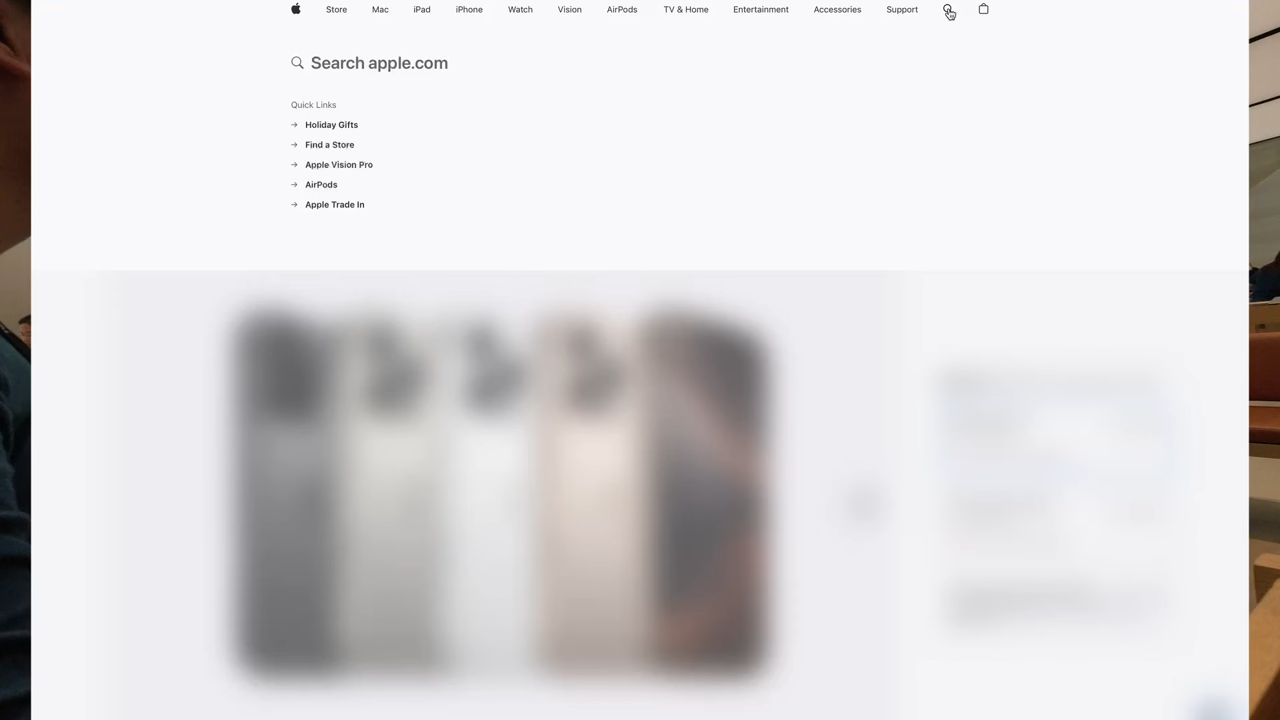 Store Mac iPad iPhone Watch Vision AirPods TV & Home Entertainment Accessories Support
Search apple.com
Quick Links
Holiday Gifts
Find a Store
Apple Vision Pro
AirPods
Apple Trade In